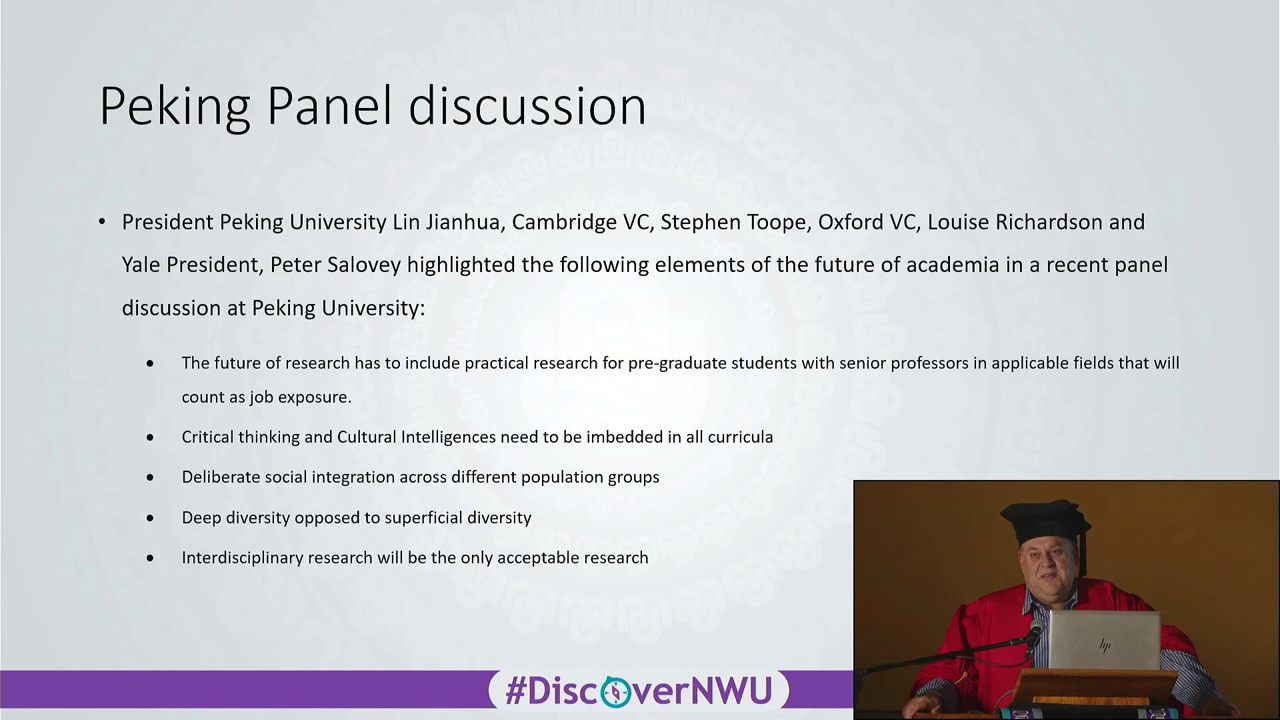 Peking Panel discussion
• President Peking University Lin Jianhua, Cambridge VC, Stephen Toope, Oxford VC, Louise Richardson and
Yale President, Peter Salovey highlighted the following elements of the future of academia in a recent panel
discussion at Peking University:
• The future of research has to include practical research for pre-graduate students with senior professors in applicable fields that will
count as job exposure.
• Critical thinking and Cultural Intelligences need to be imbedded in all curricula
• Deliberate social integration across different population groups
• Deep diversity opposed to superficial diversity
• Interdisciplinary research will be the only acceptable research
hp
#DiscoverNWU